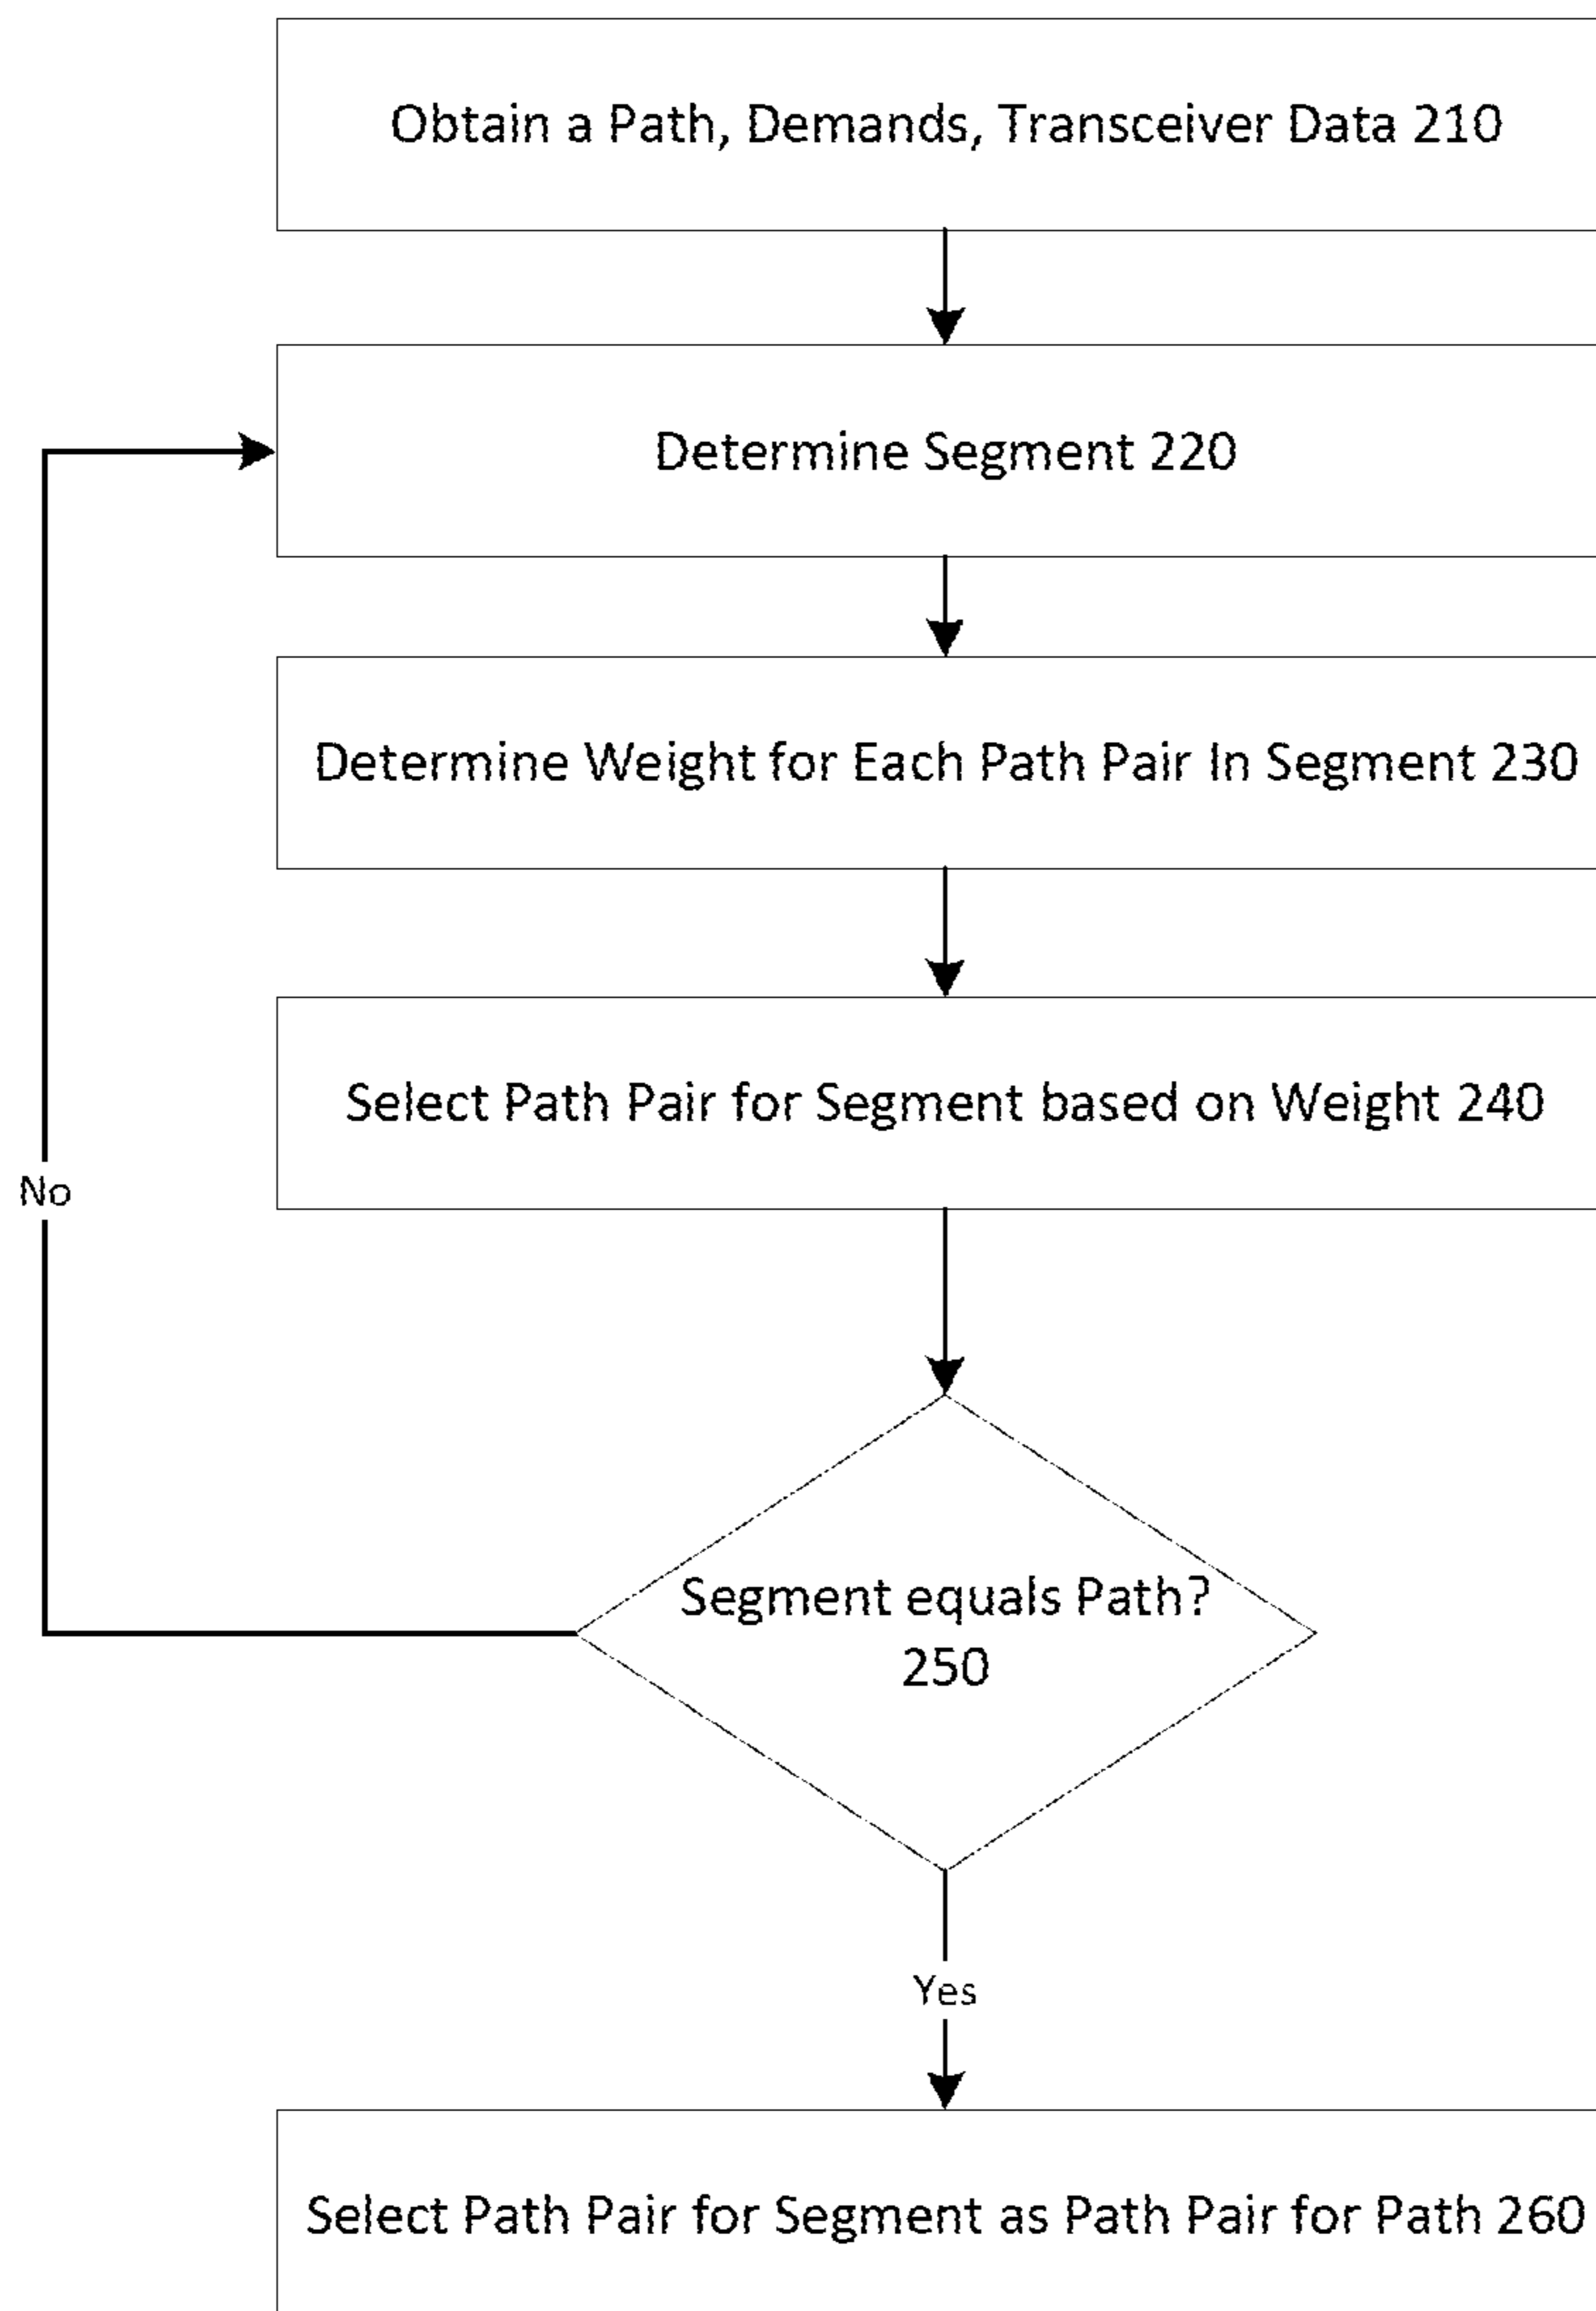 Obtain a Path, Demands, Transceiver Data 210
Determine Segment 220
Determine Weight for Each Path Pair In Segment 230
Select Path Pair for Segment based on Weight 240
No
Segment equals Path?
250
Yes
Select Path Pair for Segment as Path Pair for Path 260